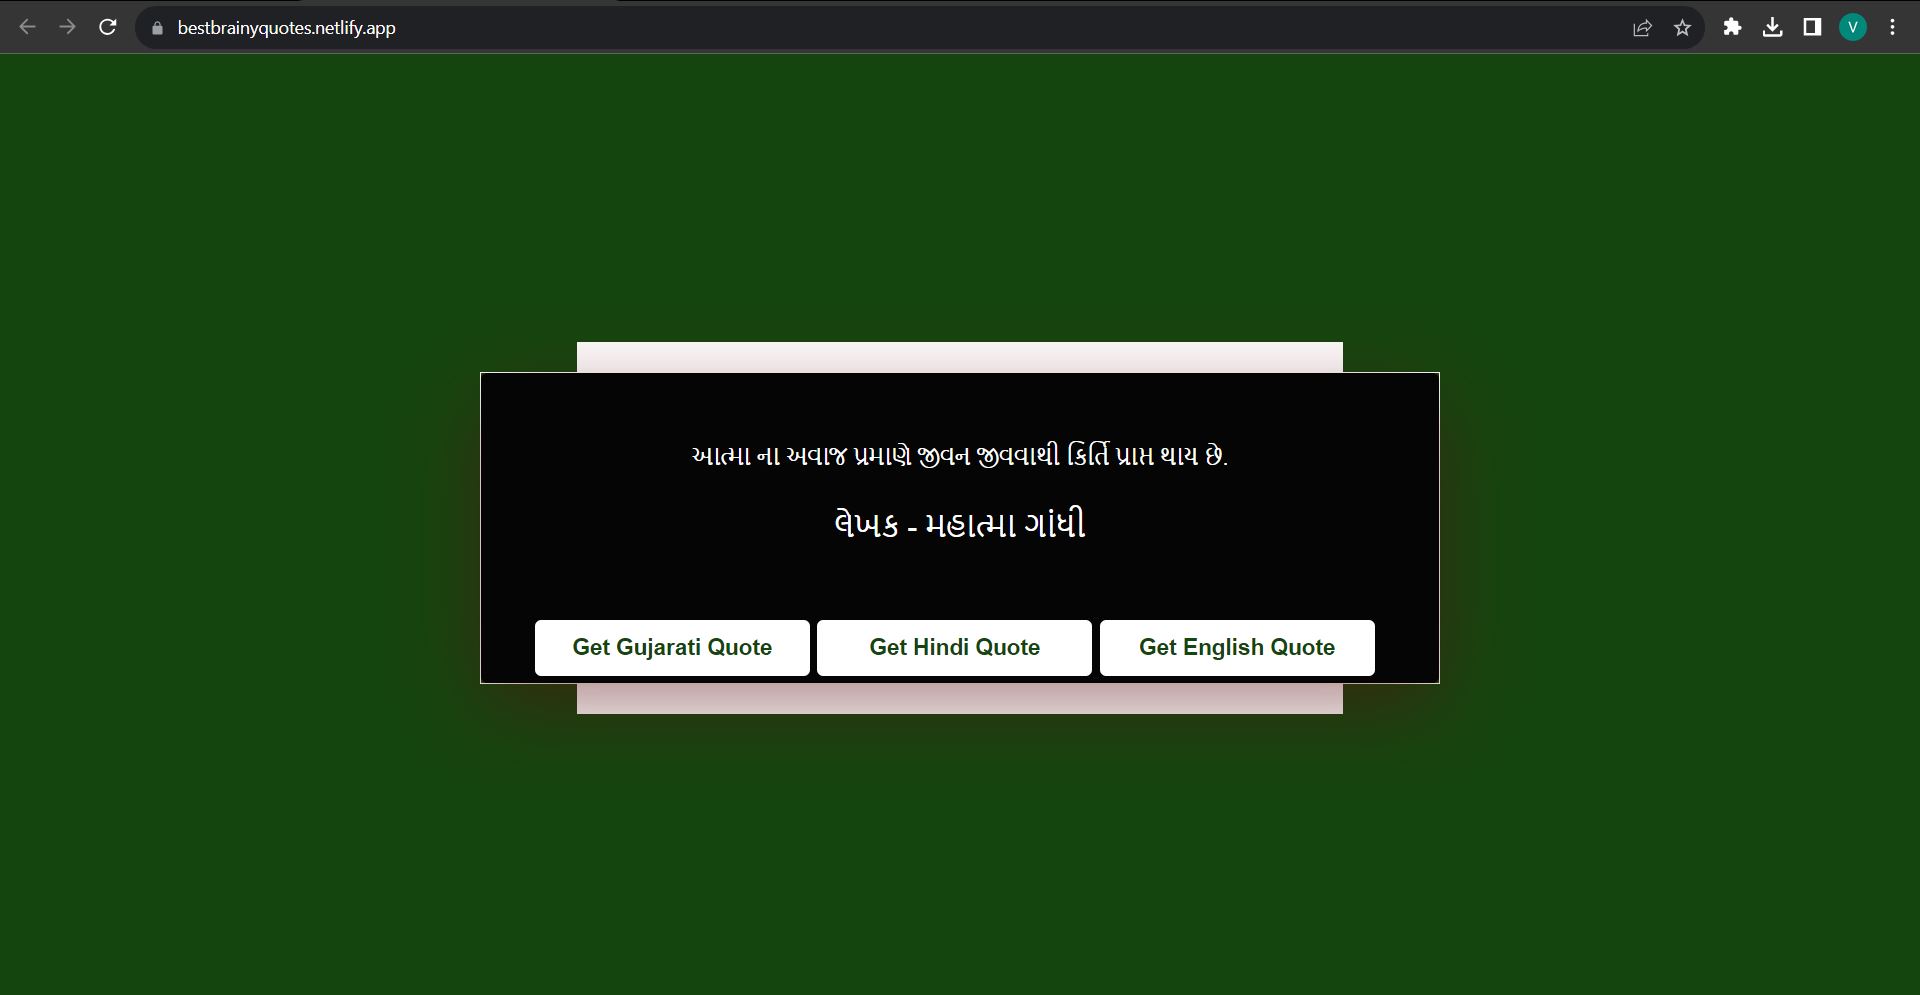 bestbrainyquotes.netlify.app
V
આત્મા ના અવાજ પ્રમાણે જીવન જીવવાથી કિર્તિ પ્રાપ્ત થાય છે.
લેખક - મહાત્મા ગાંધી
Get Gujarati Quote Get Hindi Quote Get English Quote